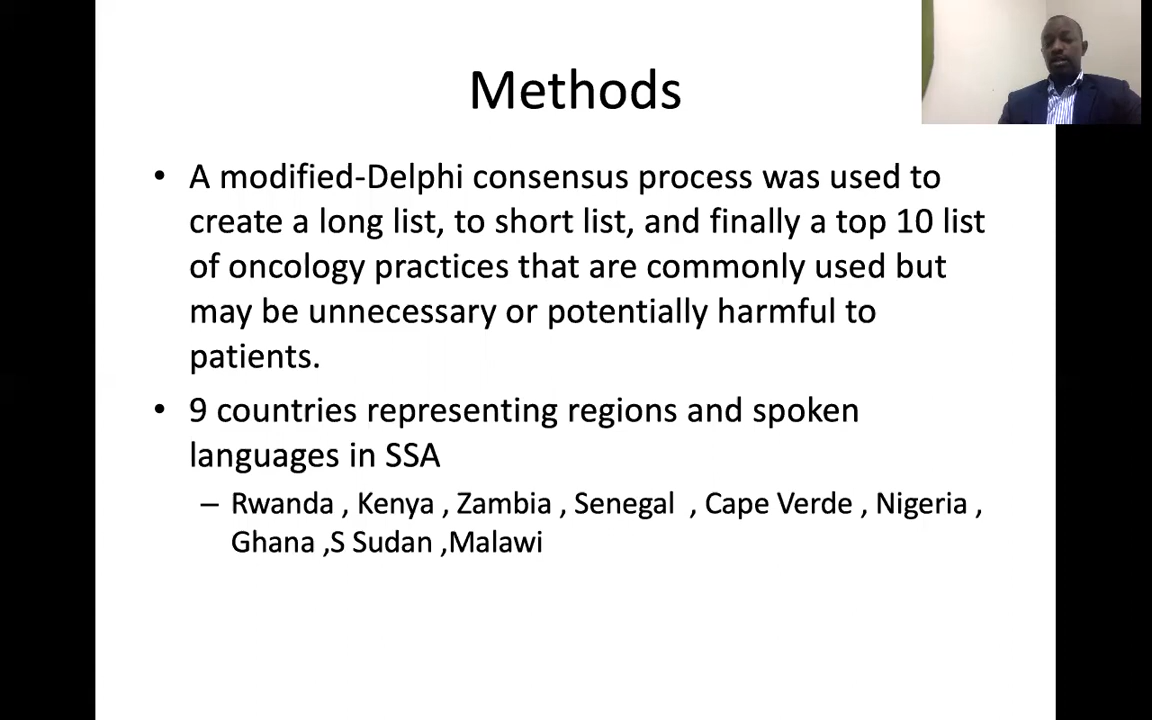 Methods
• A modified-Delphi consensus process was used to
create a long list, to short list, and finally a top 10 list
of oncology practices that are commonly used but
may be unnecessary or potentially harmful to
patients.
• 9 countries representing regions and spoken
languages in SSA
– Rwanda , Kenya , Zambia , Senegal , Cape Verde , Nigeria ,
Ghana ,S Sudan ,Malawi